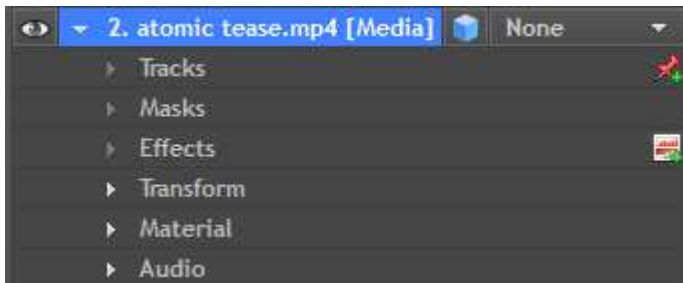 2. atomic tease.mp4 [Media] None
Tracks
Masks
Effects
Transform
Material
Audio